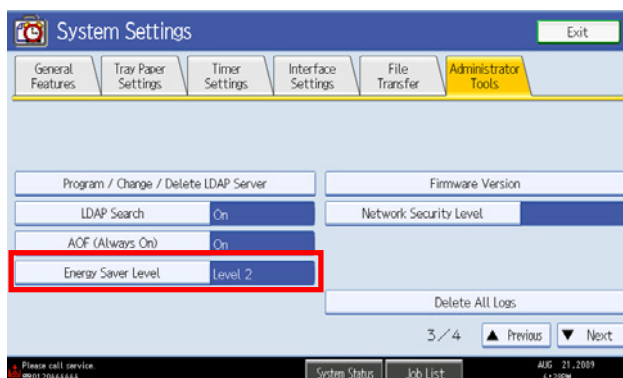 System Settings
Exit
General Features
Tray Paper Settings
Timer Settings
Interface Settings
File Transfer
Administrator Tools
Program / Change / Delete LDAP Server
Firmware Version
LDAP Search On
Network Security Level
AOF (Always On) On
Energy Saver Level Level 2
Delete All Logs
3/4 ▲ Previous ▼ Next
Please call service.
System Status
Job List
AUG 21,2009